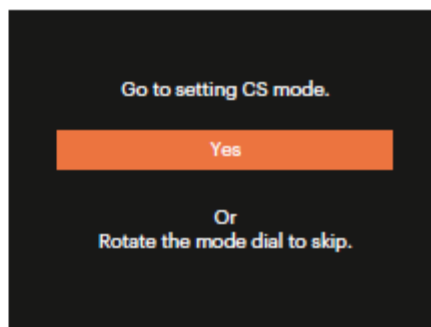 Go to setting CS mode.
Yes
Or
Rotate the mode dial to skip.